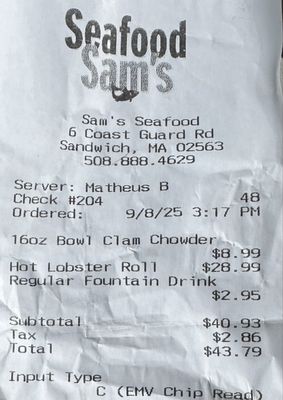 Seafood
Sam's
Sam's Seafood
6 Coast Guard Rd
Sandwich, MA 02563
508.888.4629
Server: Matheus B
Check #204 48
Ordered: 9/8/25 3:17 PM
16oz Bowl Clam Chowder
$8.99
Hot Lobster Roll $28.99
Regular Fountain Drink
$2.95
Subtotal $40.93
Tax $2.86
Total $43.79
Input Type
C (EMV Chip Read)